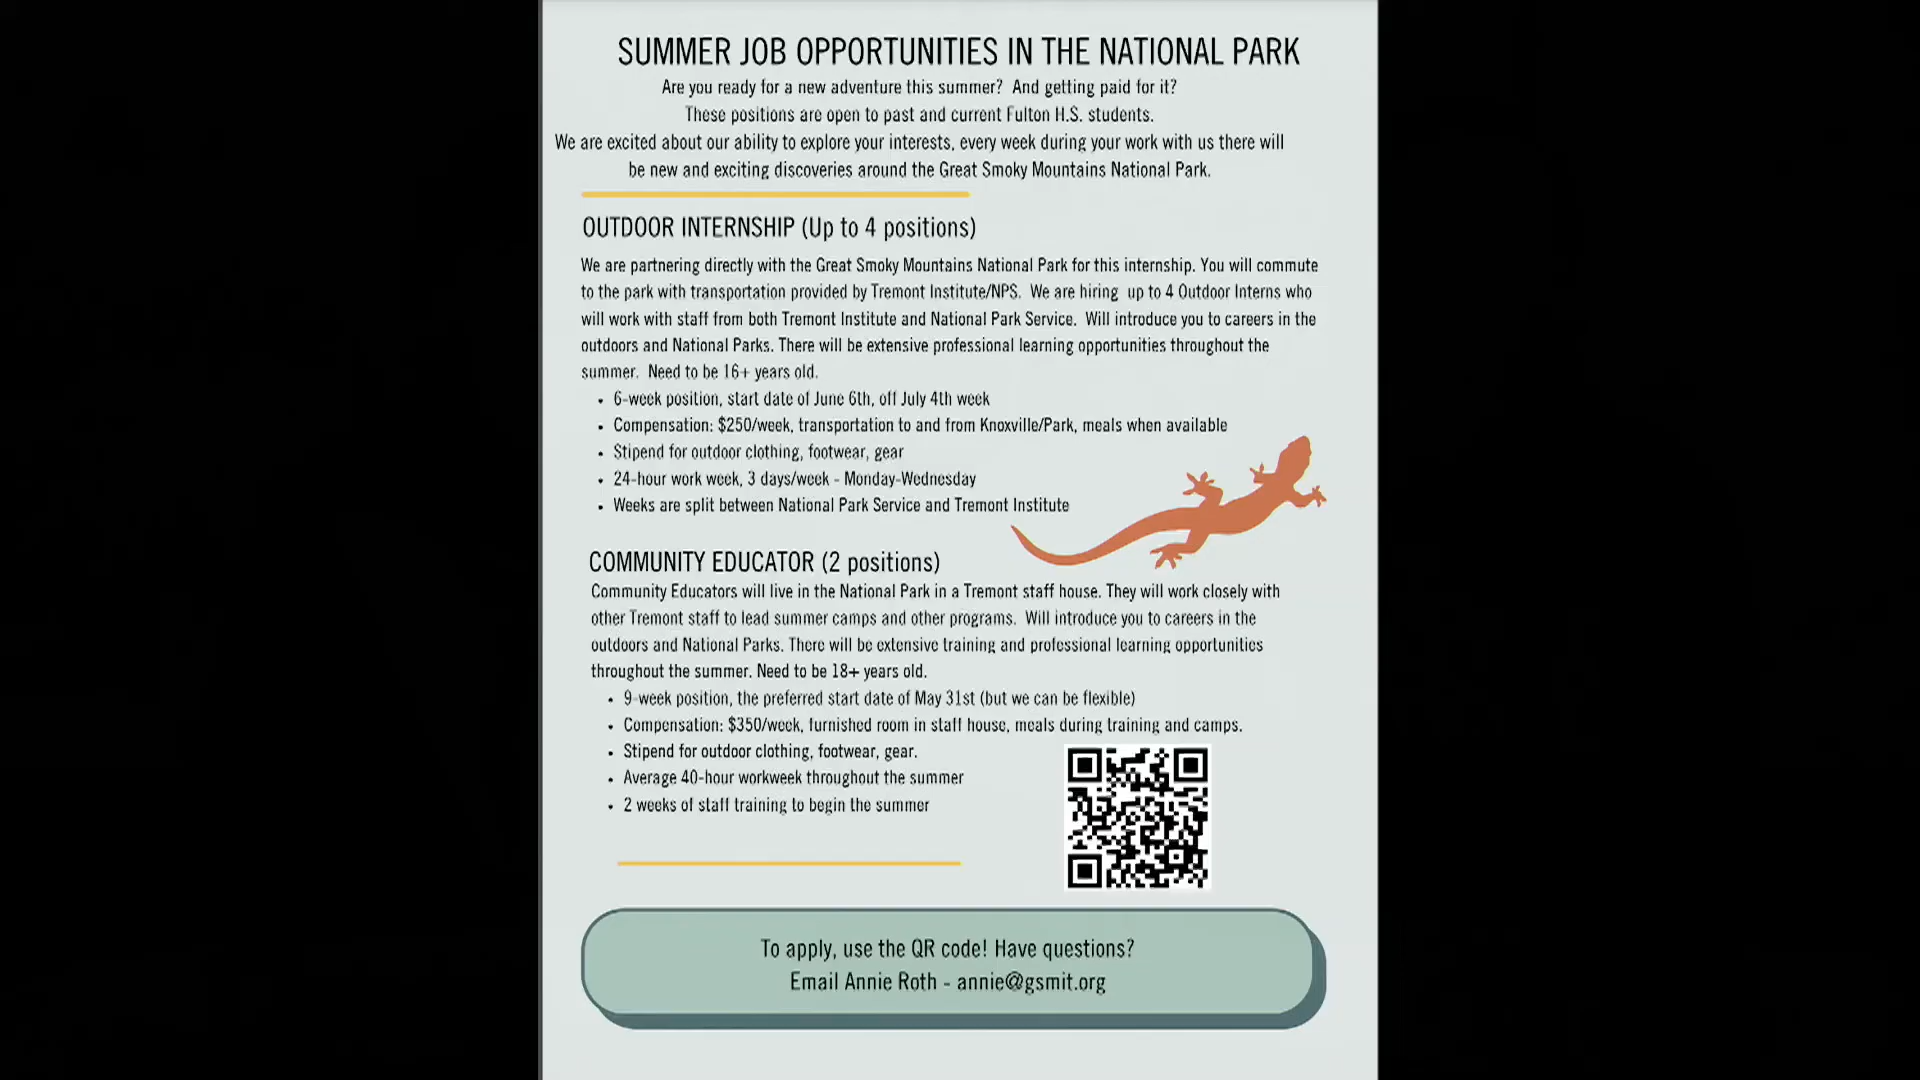 SUMMER JOB OPPORTUNITIES IN THE NATIONAL PARK
Are you ready for a new adventure this summer? And getting paid for it?
These positions are open to past and current Fulton H.S. students.
We are excited about our ability to explore your interests, every week during your work with us there will
be new and exciting discoveries around the Great Smoky Mountains National Park.
OUTDOOR INTERNSHIP (Up to 4 positions)
We are partnering directly with the Great Smoky Mountains National Park for this internship. You will commute
to the park with transportation provided by Tremont Institute/NPS. We are hiring up to 4 Outdoor Interns who
will work with staff from both Tremont Institute and National Park Service. Will introduce you to careers in the
outdoors and National Parks. There will be extensive professional learning opportunities throughout the
summer. Need to be 16+ years old.
• 6-week position, start date of June 6th, off July 4th week
• Compensation: $250/week, transportation to and from Knoxville/Park, meals when available
• Stipend for outdoor clothing, footwear, gear
• 24-hour work week, 3 days/week - Monday-Wednesday
• Weeks are split between National Park Service and Tremont Institute
COMMUNITY EDUCATOR (2 positions)
Community Educators will live in the National Park in a Tremont staff house. They will work closely with
other Tremont staff to lead summer camps and other programs. Will introduce you to careers in the
outdoors and National Parks. There will be extensive training and professional learning opportunities
throughout the summer. Need to be 18+ years old.
• 9-week position, the preferred start date of May 31st (but we can be flexible)
• Compensation: $350/week, furnished room in staff house, meals during training and camps.
• Stipend for outdoor clothing, footwear, gear.
• Average 40-hour workweek throughout the summer
• 2 weeks of staff training to begin the summer
To apply, use the QR code! Have questions?
Email Annie Roth - annie@gsmit.org